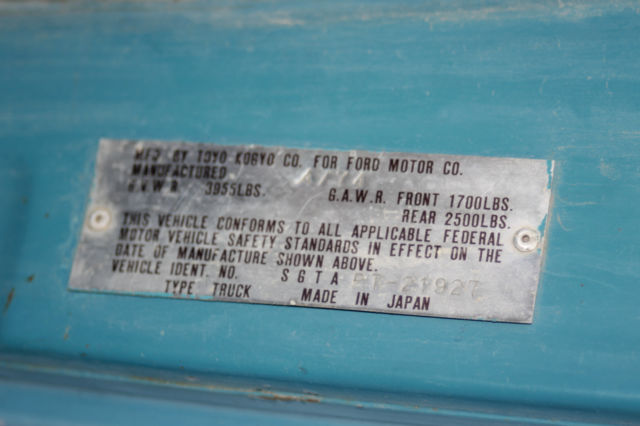 MFD BY TOYO KOGYO CO. FOR FORD MOTOR CO.
MANUFACTURED
G.V.W.R. 3955LBS. G.A.W.R. FRONT 1700LBS.
REAR 2500LBS.
THIS VEHICLE CONFORMS TO ALL APPLICABLE FEDERAL
MOTOR VEHICLE SAFETY STANDARDS IN EFFECT ON THE
DATE OF MANUFACTURE SHOWN ABOVE.
VEHICLE IDENT. NO. SGTA
TYPE TRUCK MADE IN JAPAN